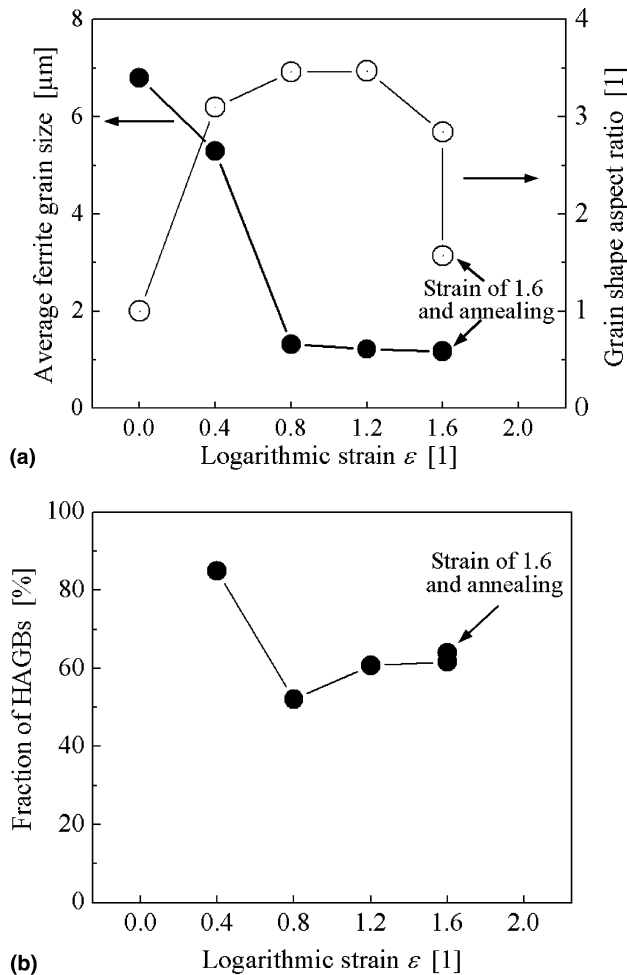 8
6
4
2
0
Average ferrite grain size [μm]
4
3
2
1
0
Grain shape aspect ratio [1]
Strain of 1.6
and annealing
0.0 0.4 0.8 1.2 1.6 2.0
(a)
Logarithmic strain ε [1]
100
80
60
40
20
0
Fraction of HAGBs [%]
Strain of 1.6
and annealing
0.0 0.4 0.8 1.2 1.6 2.0
(b)
Logarithmic strain ε [1]